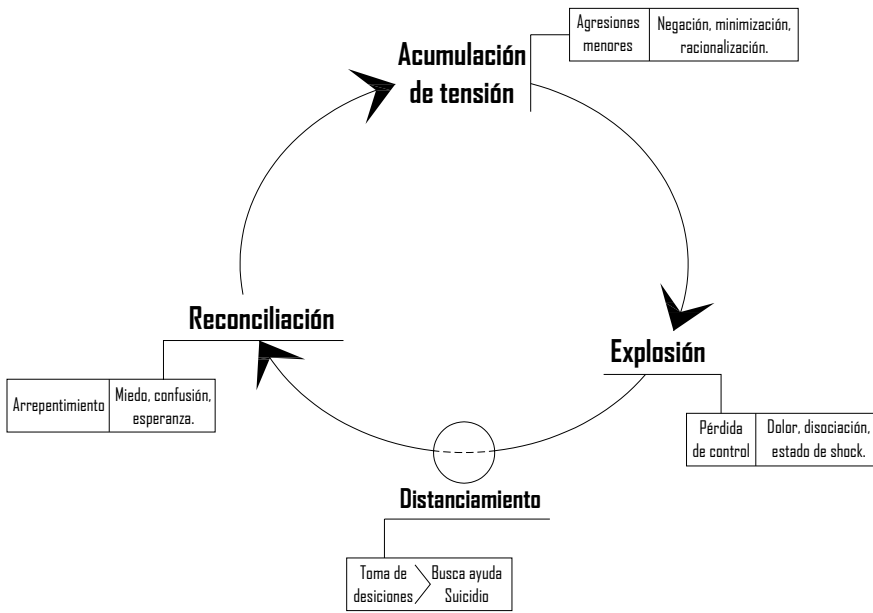 Acumulación
de tensión
Agresiones
menores
Negación, minimización,
racionalización.
Explosión
Pérdida
de control
Dolor, disociación,
estado de shock.
Distanciamiento
Toma de
desiciones
Busca ayuda
Suicidio
Reconciliación
Arrepentimiento
Miedo, confusión,
esperanza.